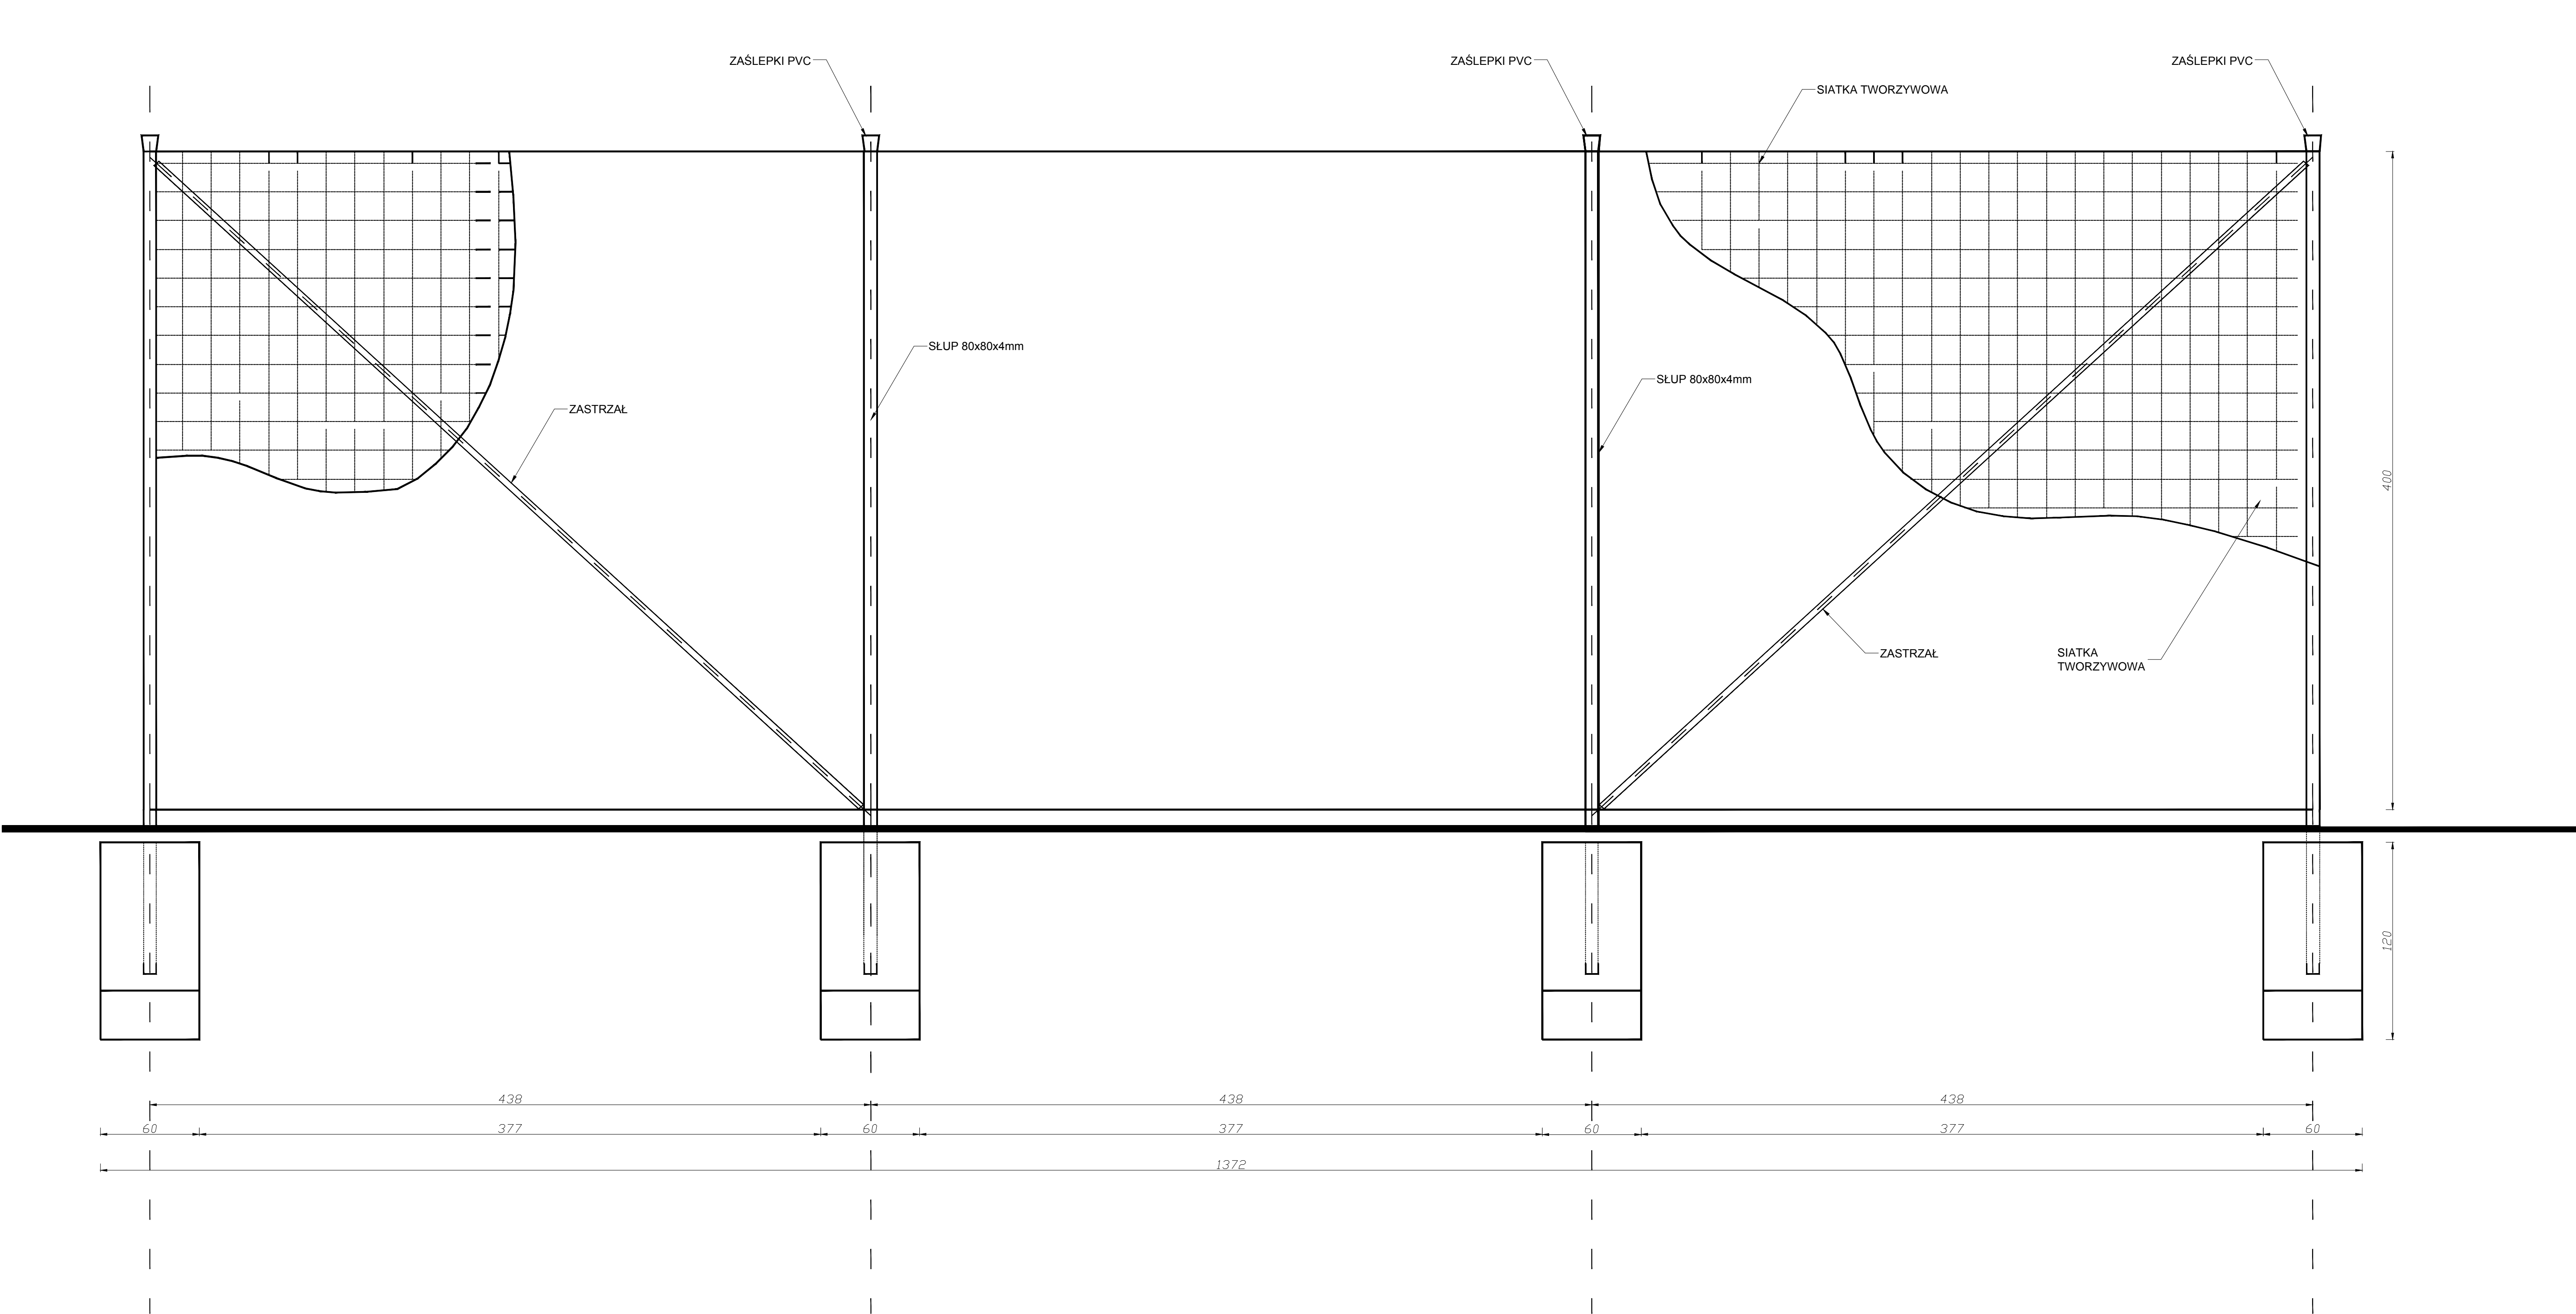 ZAŚLEPKI PVC
ZAŚLEPKI PVC
ZAŚLEPKI PVC
SIATKA TWORZYWOWA
SŁUP 80x80x4mm
SŁUP 80x80x4mm
ZASTRZAŁ
400
ZASTRZAŁ
SIATKA
TWORZYWOWA
120
438
438
438
60
377
60
377
60
377
60
1372